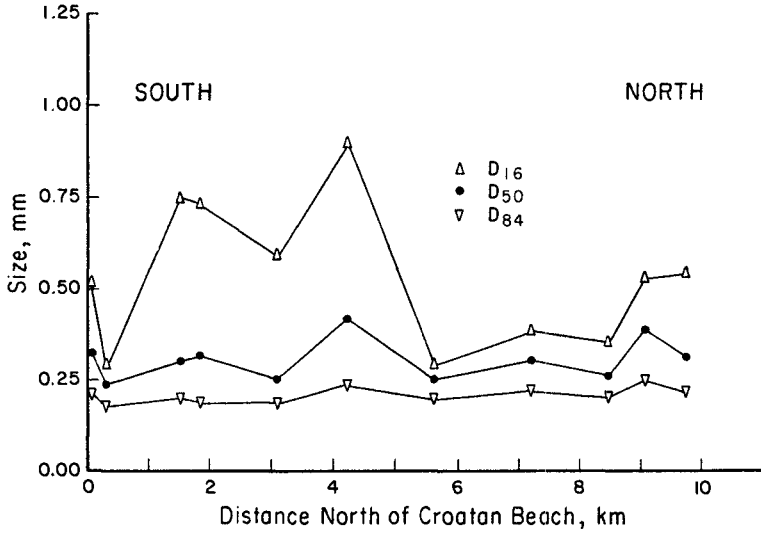 1.25
SOUTH
NORTH
1.00
△ D16
● D50
▽ D84
0.75
Size, mm
0.50
0.25
0.00
0 2 4 6 8 10
Distance North of Croatan Beach, km